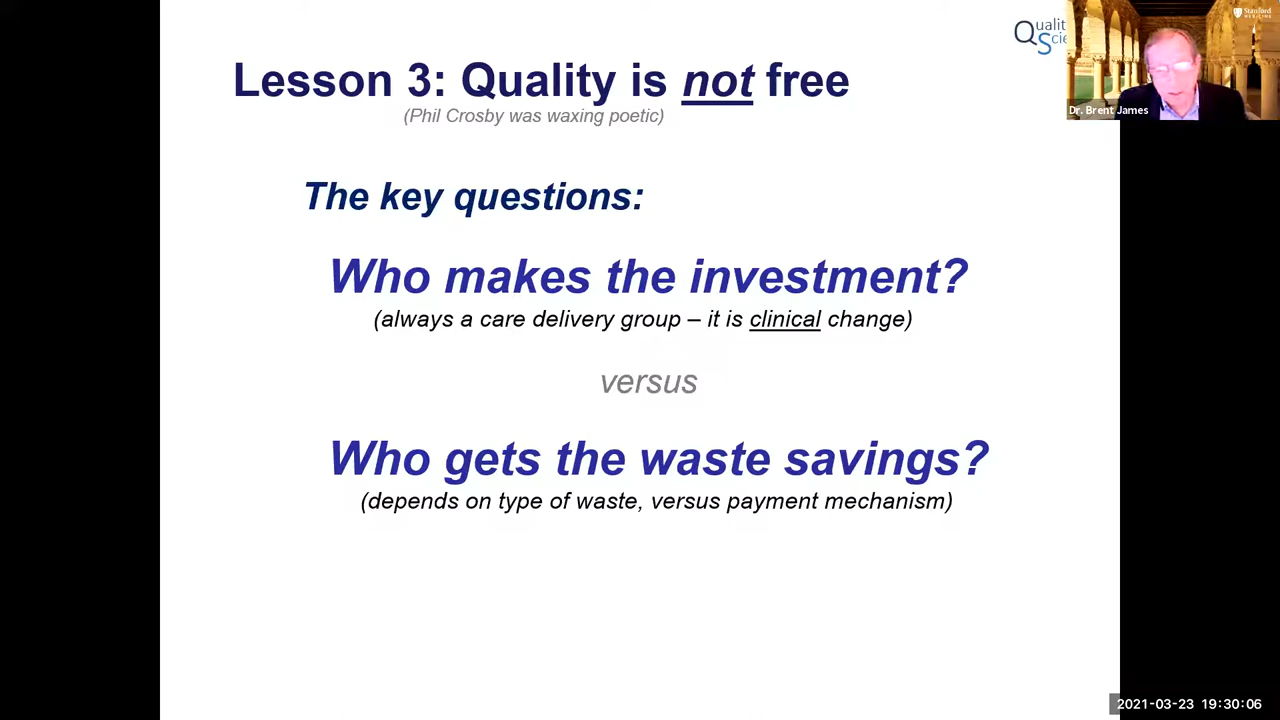 Lesson 3: Quality is not free
(Phil Crosby was waxing poetic)
The key questions:
Who makes the investment?
(always a care delivery group – it is clinical change)
versus
Who gets the waste savings?
(depends on type of waste, versus payment mechanism)
Stanford
MEDICINE
Dr. Brent James
2021-03-23 19:30:06